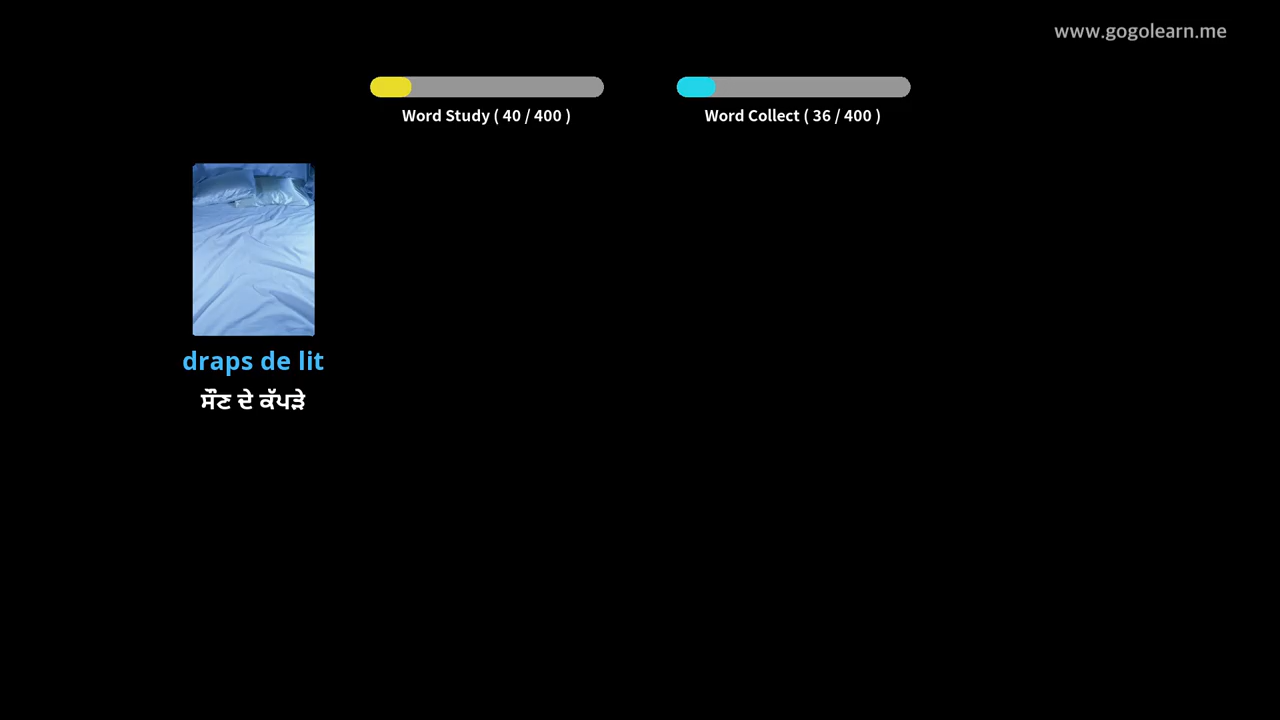 www.gogolearn.me
Word Study ( 40 / 400 )
Word Collect ( 36 / 400 )
draps de lit
ਸੌਣ ਦੇ ਕੱਪੜੇ